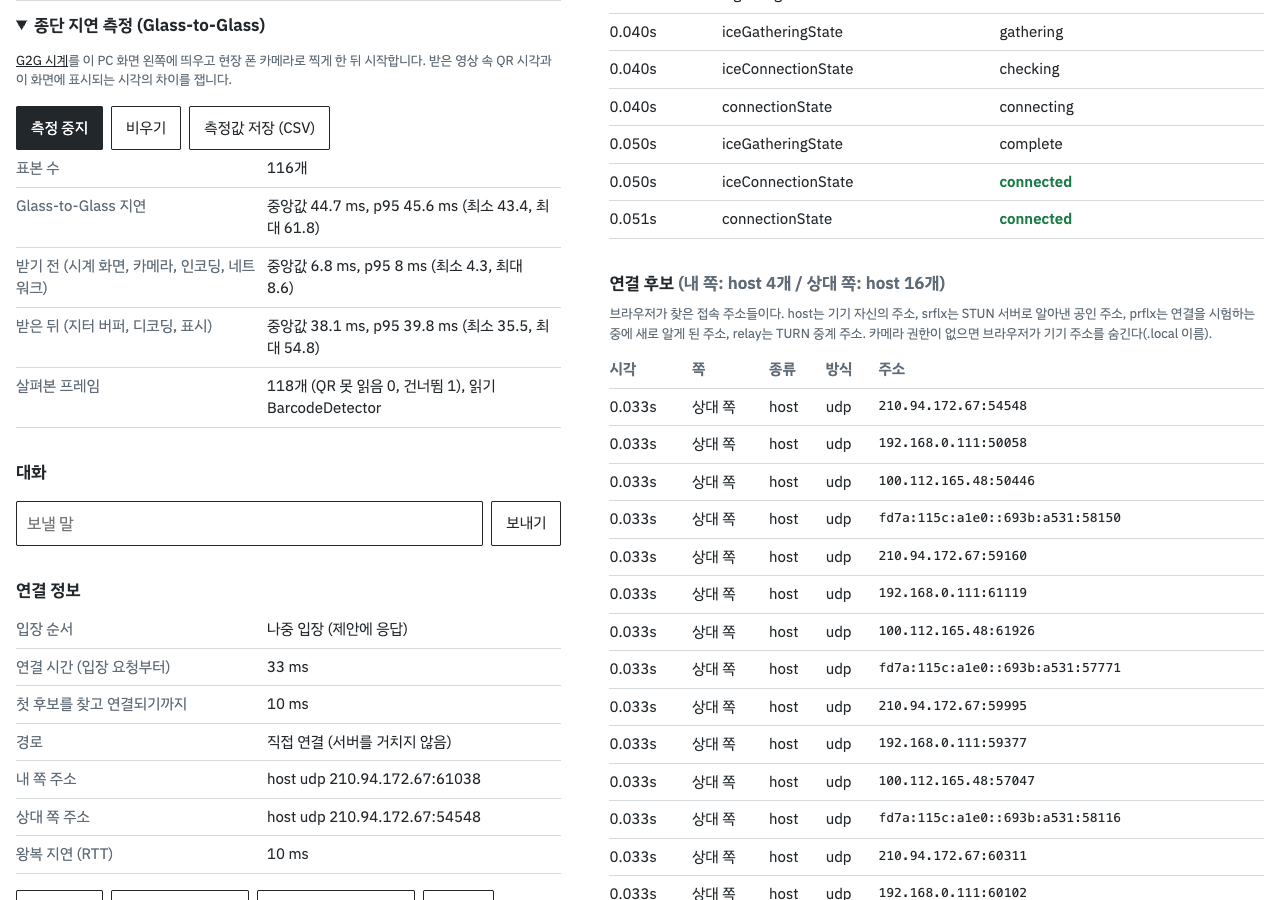 ▼ 종단 지연 측정 (Glass-to-Glass)
G2G 시계를 이 PC 화면 왼쪽에 띄우고 현장 폰 카메라로 찍게 한 뒤 시작합니다. 받은 영상 속 QR 시각과
이 화면에 표시되는 시각의 차이를 잽니다.
측정 중지 비우기 측정값 저장 (CSV)
표본 수 116개
Glass-to-Glass 지연 중앙값 44.7 ms, p95 45.6 ms (최소 43.4, 최
대 61.8)
받기 전 (시계 화면, 카메라, 인코딩, 네트 중앙값 6.8 ms, p95 8 ms (최소 4.3, 최대
워크) 8.6)
받은 뒤 (지터 버퍼, 디코딩, 표시) 중앙값 38.1 ms, p95 39.8 ms (최소 35.5, 최
대 54.8)
살펴본 프레임 118개 (QR 못 읽음 0, 건너뜀 1), 읽기
BarcodeDetector
대화
보낼 말 보내기
연결 정보
입장 순서 나중 입장 (제안에 응답)
연결 시간 (입장 요청부터) 33 ms
첫 후보를 찾고 연결되기까지 10 ms
경로 직접 연결 (서버를 거치지 않음)
내 쪽 주소 host udp 210.94.172.67:61038
상대 쪽 주소 host udp 210.94.172.67:54548
왕복 지연 (RTT) 10 ms
0.040s iceGatheringState gathering
0.040s iceConnectionState checking
0.040s connectionState connecting
0.050s iceGatheringState complete
0.050s iceConnectionState connected
0.051s connectionState connected
연결 후보 (내 쪽: host 4개 / 상대 쪽: host 16개)
브라우저가 찾은 접속 주소들이다. host는 기기 자신의 주소, srflx는 STUN 서버로 알아낸 공인 주소, prflx는 연결을 시험하는
중에 새로 알게 된 주소, relay는 TURN 중계 주소. 카메라 권한이 없으면 브라우저가 기기 주소를 숨긴다(.local 이름).
시각 쪽 종류 방식 주소
0.033s 상대 쪽 host udp 210.94.172.67:54548
0.033s 상대 쪽 host udp 192.168.0.111:50058
0.033s 상대 쪽 host udp 100.112.165.48:50446
0.033s 상대 쪽 host udp fd7a:115c:a1e0::693b:a531:58150
0.033s 상대 쪽 host udp 210.94.172.67:59160
0.033s 상대 쪽 host udp 192.168.0.111:61119
0.033s 상대 쪽 host udp 100.112.165.48:61926
0.033s 상대 쪽 host udp fd7a:115c:a1e0::693b:a531:57771
0.033s 상대 쪽 host udp 210.94.172.67:59995
0.033s 상대 쪽 host udp 192.168.0.111:59377
0.033s 상대 쪽 host udp 100.112.165.48:57047
0.033s 상대 쪽 host udp fd7a:115c:a1e0::693b:a531:58116
0.033s 상대 쪽 host udp 210.94.172.67:60311
0.033s 상대 쪽 host udp 192.168.0.111:60102